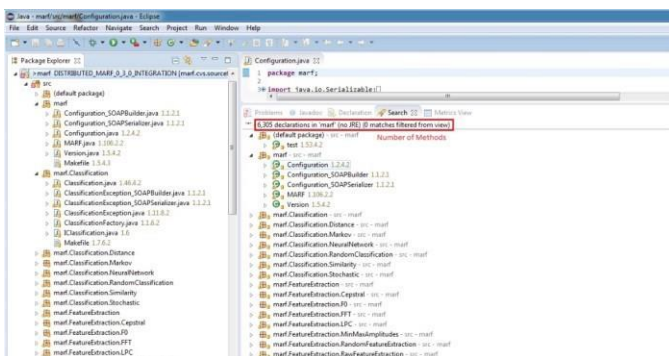 Java - marf/src/marf/Configuration.java - Eclipse
File Edit Source Refactor Navigate Search Project Run Window Help
Package Explorer
> marf DISTRIBUTED_MARF_0_3_0_INTEGRATION [marf.cvs.sourcef
src
(default package)
marf
Configuration_SOAPBuilder.java 1.1.2.1
Configuration_SOAPSerializer.java 1.1.2.1
Configuration.java 1.2.4.2
MARF.java 1.106.2.2
Version.java 1.5.4.2
Makefile 1.5.4.3
marf.Classification
Classification.java 1.46.4.2
ClassificationException_SOAPBuilder.java 1.1.2.1
ClassificationException_SOAPSerializer.java 1.1.2.1
ClassificationException.java 1.11.6.2
ClassificationFactory.java 1.1.6.2
IClassification.java 1.6
Makefile 1.7.6.2
marf.Classification.Distance
marf.Classification.Markov
marf.Classification.NeuralNetwork
marf.Classification.RandomClassification
marf.Classification.Similarity
marf.Classification.Stochastic
marf.FeatureExtraction
marf.FeatureExtraction.Cepstral
marf.FeatureExtraction.F0
marf.FeatureExtraction.FFT
marf.FeatureExtraction.LPC
Configuration.java
1 package marf;
2
import java.io.Serializable;
Problems Javadoc Declaration Search Metrics View
6,305 declarations in 'marf' (no JRE) (0 matches filtered from view)
(default package) - src - marf
Number of Methods
test 1.53.4.2
marf - src - marf
Configuration 1.2.4.2
Configuration_SOAPBuilder 1.1.2.1
Configuration_SOAPSerializer 1.1.2.1
MARF 1.106.2.2
Version 1.5.4.2
marf.Classification - src - marf
marf.Classification.Distance - src - marf
marf.Classification.Markov - src - marf
marf.Classification.NeuralNetwork - src - marf
marf.Classification.RandomClassification - src - marf
marf.Classification.Similarity - src - marf
marf.Classification.Stochastic - src - marf
marf.FeatureExtraction - src - marf
marf.FeatureExtraction.Cepstral - src - marf
marf.FeatureExtraction.F0 - src - marf
marf.FeatureExtraction.FFT - src - marf
marf.FeatureExtraction.LPC - src - marf
marf.FeatureExtraction.MinMaxAmplitudes - src - marf
marf.FeatureExtraction.RandomFeatureExtraction - src - marf
marf.FeatureExtraction.RawFeatureExtraction - src - marf